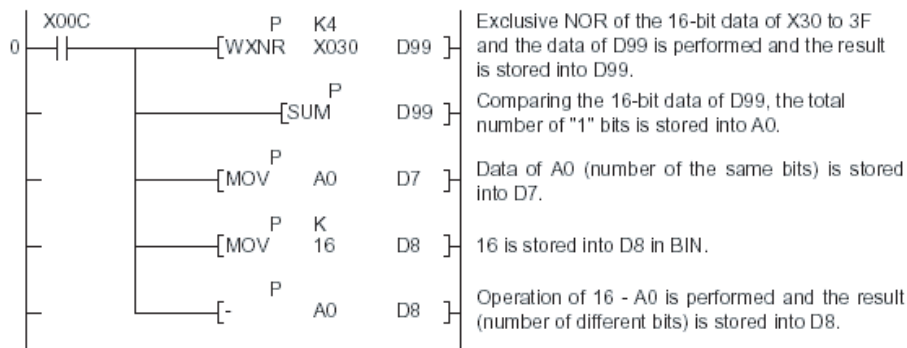 X00C P K4
0 [WXNR X030 D99 ]
Exclusive NOR of the 16-bit data of X30 to 3F
and the data of D99 is performed and the result
is stored into D99.
P
[SUM D99 ]
Comparing the 16-bit data of D99, the total
number of "1" bits is stored into A0.
P
[MOV A0 D7 ]
Data of A0 (number of the same bits) is stored
into D7.
P K
[MOV 16 D8 ]
16 is stored into D8 in BIN.
P
[- A0 D8 ]
Operation of 16 - A0 is performed and the result
(number of different bits) is stored into D8.